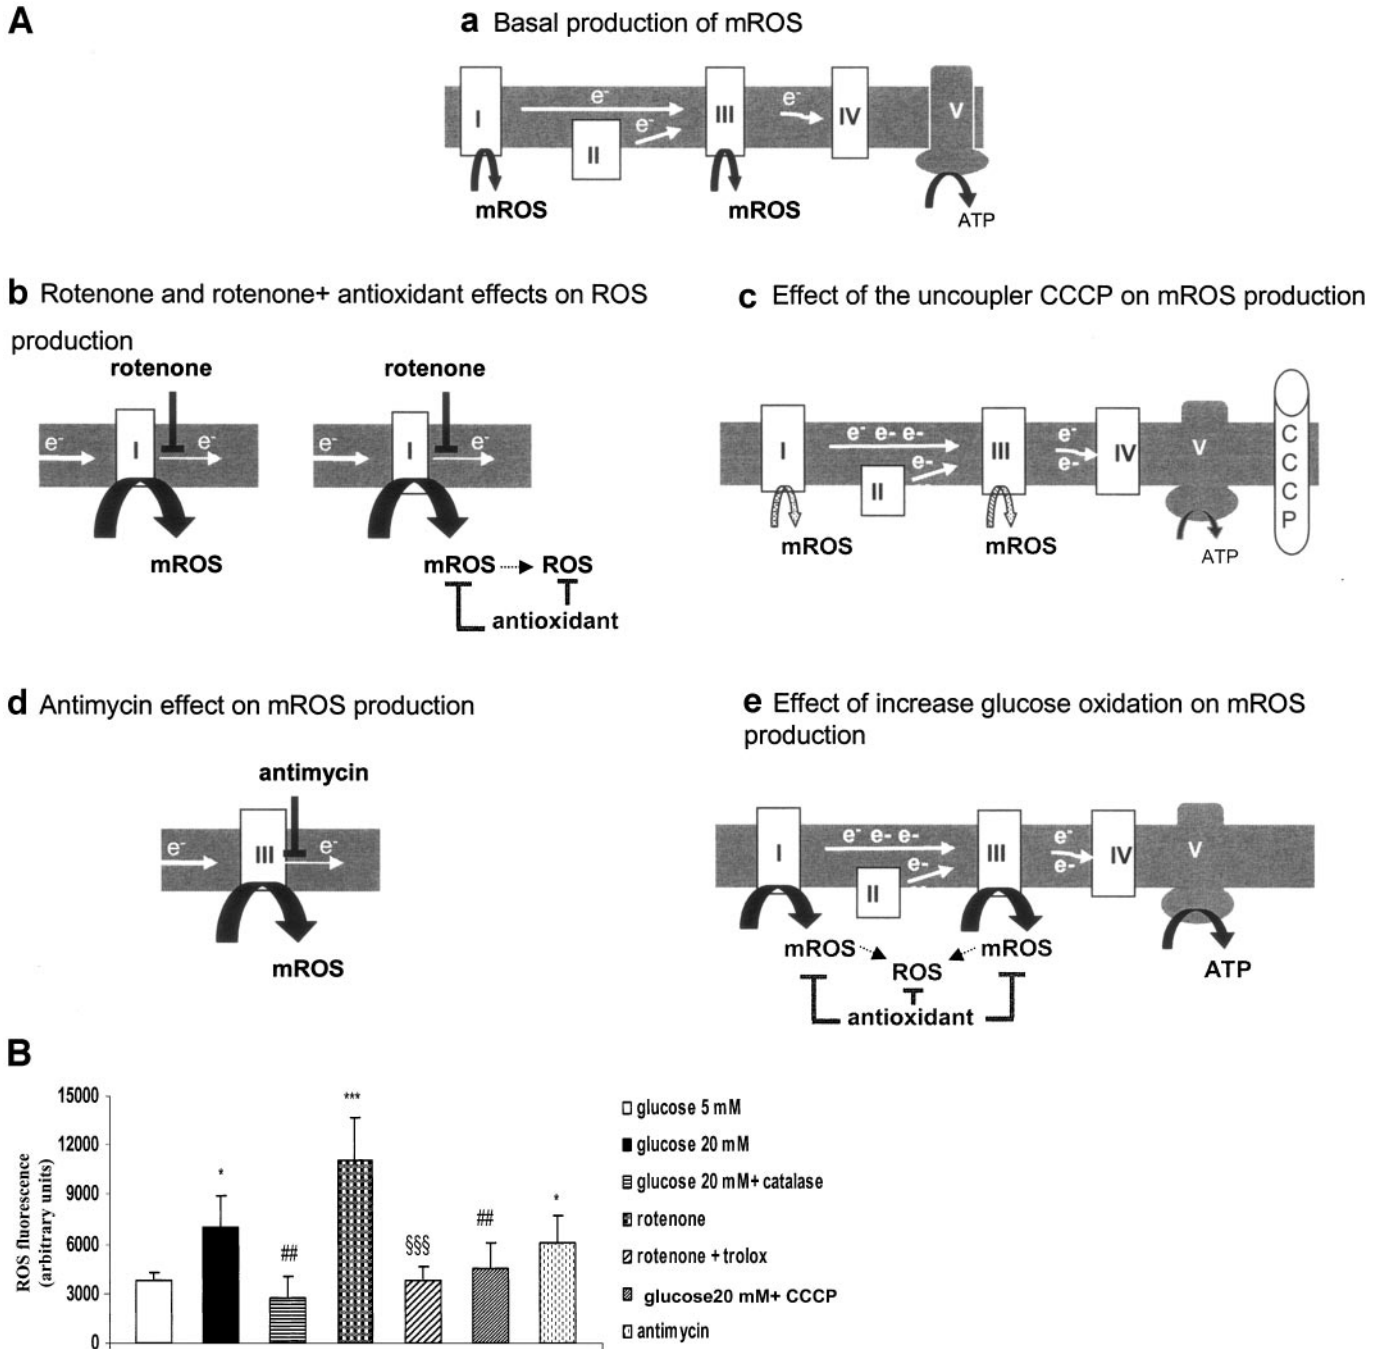 A
a Basal production of mROS
I
e-
II
e-
III
e-
IV
V
mROS
mROS
ATP
b Rotenone and rotenone+ antioxidant effects on ROS
production
rotenone
rotenone
e-
I
e-
e-
I
e-
mROS
mROS
ROS
antioxidant
c Effect of the uncoupler CCCP on mROS production
I
e- e- e-
II
e-
III
e-
e-
IV
V
C
C
C
P
mROS
mROS
ATP
d Antimycin effect on mROS production
antimycin
e-
III
e-
mROS
e Effect of increase glucose oxidation on mROS
production
I
e- e- e-
II
e-
III
e-
e-
IV
V
mROS
mROS
ROS
ATP
antioxidant
B
ROS fluorescence
(arbitrary units)
15000
12000
9000
6000
3000
0
*
##
***
§§§
##
*
glucose 5 mM
glucose 20 mM
glucose 20 mM+ catalase
rotenone
rotenone + trolox
glucose20 mM+ CCCP
antimycin